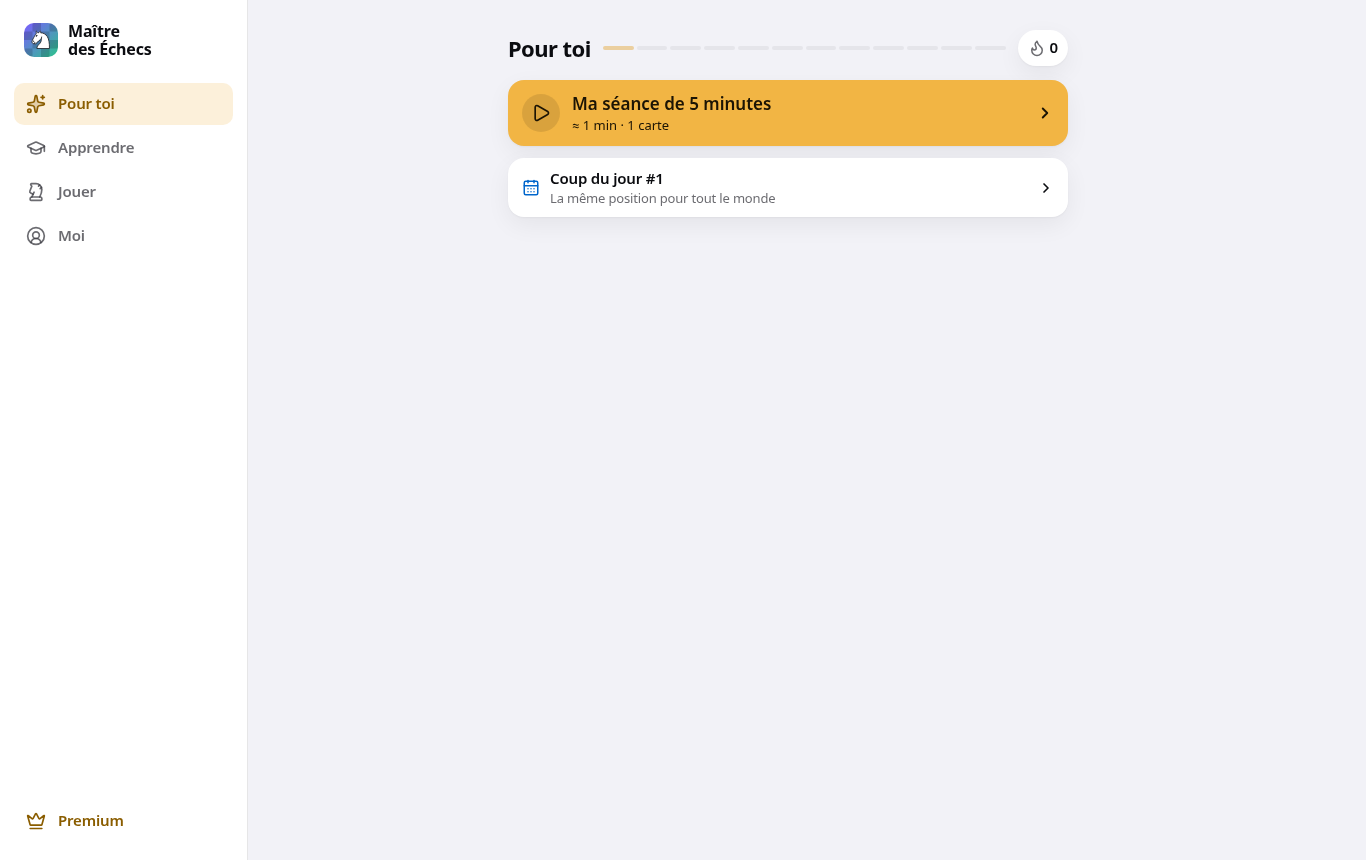 Maître
des Échecs
Pour toi
Apprendre
Jouer
Moi
Premium
Pour toi
0
Ma séance de 5 minutes
≈ 1 min · 1 carte
Coup du jour #1
La même position pour tout le monde